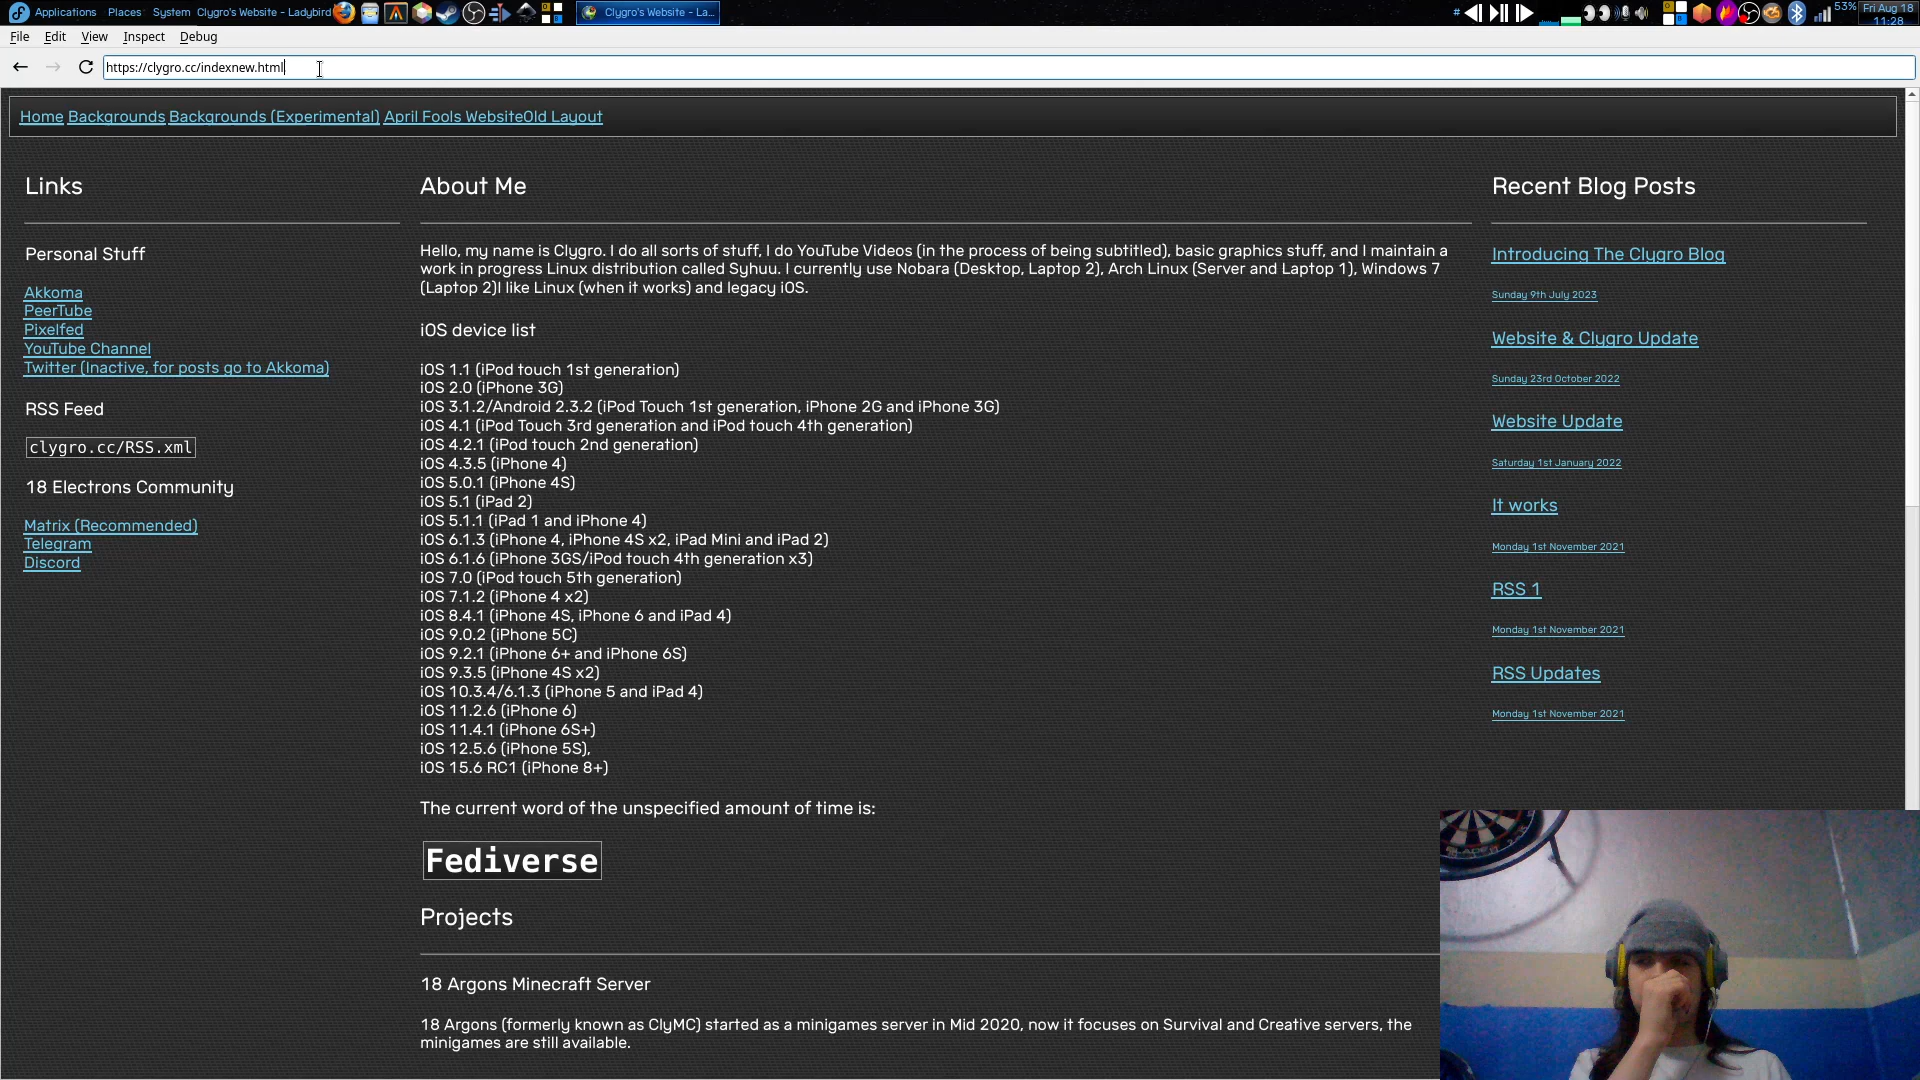 Applications Places System Clygro's Website - Ladybird
Clygro's Website - La...
53%
Fri Aug 18
11:28
File Edit View Inspect Debug
https://clygro.cc/indexnew.html
Home Backgrounds Backgrounds (Experimental) April Fools WebsiteOld Layout
Links
Personal Stuff
Akkoma
PeerTube
Pixelfed
YouTube Channel
Twitter (Inactive, for posts go to Akkoma)
RSS Feed
clygro.cc/RSS.xml
18 Electrons Community
Matrix (Recommended)
Telegram
Discord
About Me
Hello, my name is Clygro. I do all sorts of stuff, I do YouTube Videos (in the process of being subtitled), basic graphics stuff, and I maintain a
work in progress Linux distribution called Syhuu. I currently use Nobara (Desktop, Laptop 2), Arch Linux (Server and Laptop 1), Windows 7
(Laptop 2)I like Linux (when it works) and legacy iOS.
iOS device list
iOS 1.1 (iPod touch 1st generation)
iOS 2.0 (iPhone 3G)
iOS 3.1.2/Android 2.3.2 (iPod Touch 1st generation, iPhone 2G and iPhone 3G)
iOS 4.1 (iPod Touch 3rd generation and iPod touch 4th generation)
iOS 4.2.1 (iPod touch 2nd generation)
iOS 4.3.5 (iPhone 4)
iOS 5.0.1 (iPhone 4S)
iOS 5.1 (iPad 2)
iOS 5.1.1 (iPad 1 and iPhone 4)
iOS 6.1.3 (iPhone 4, iPhone 4S x2, iPad Mini and iPad 2)
iOS 6.1.6 (iPhone 3GS/iPod touch 4th generation x3)
iOS 7.0 (iPod touch 5th generation)
iOS 7.1.2 (iPhone 4 x2)
iOS 8.4.1 (iPhone 4S, iPhone 6 and iPad 4)
iOS 9.0.2 (iPhone 5C)
iOS 9.2.1 (iPhone 6+ and iPhone 6S)
iOS 9.3.5 (iPhone 4S x2)
iOS 10.3.4/6.1.3 (iPhone 5 and iPad 4)
iOS 11.2.6 (iPhone 6)
iOS 11.4.1 (iPhone 6S+)
iOS 12.5.6 (iPhone 5S),
iOS 15.6 RC1 (iPhone 8+)
The current word of the unspecified amount of time is:
Fediverse
Projects
18 Argons Minecraft Server
18 Argons (formerly known as ClyMC) started as a minigames server in Mid 2020, now it focuses on Survival and Creative servers, the
minigames are still available.
Recent Blog Posts
Introducing The Clygro Blog
Sunday 9th July 2023
Website & Clygro Update
Sunday 23rd October 2022
Website Update
Saturday 1st January 2022
It works
Monday 1st November 2021
RSS 1
Monday 1st November 2021
RSS Updates
Monday 1st November 2021